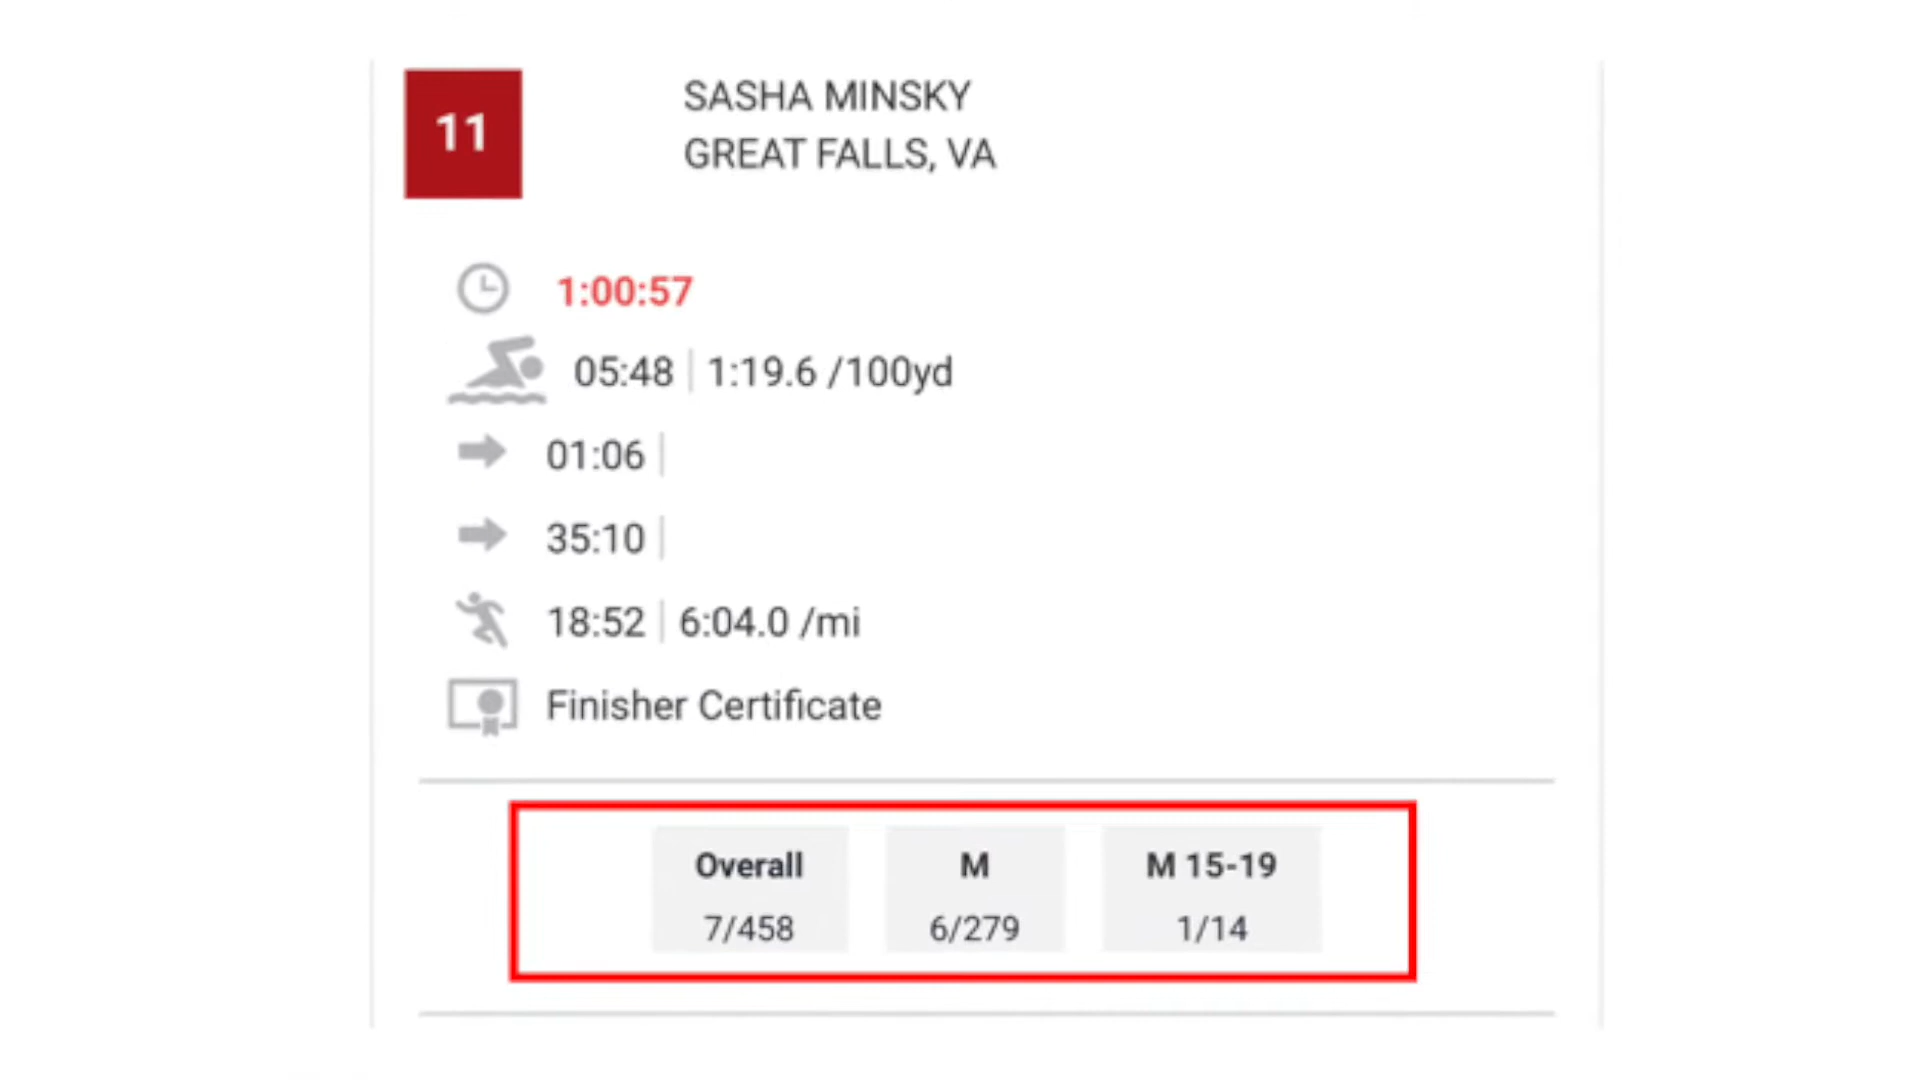 11
SASHA MINSKY
GREAT FALLS, VA
1:00:57
05:48 | 1:19.6 /100yd
01:06 |
35:10 |
18:52 | 6:04.0 /mi
Finisher Certificate
Overall M M 15-19
7/458 6/279 1/14